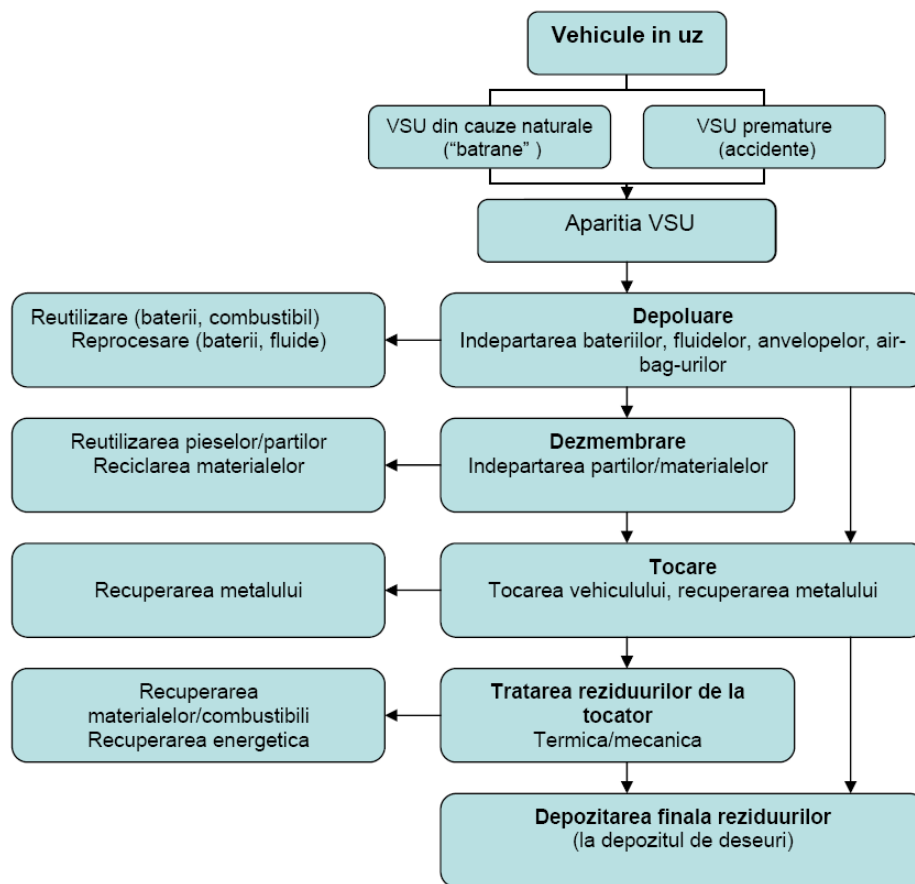 Vehicule in uz
VSU din cauze naturale
(“batrane” )
VSU premature
(accidente)
Aparitia VSU
Reutilizare (baterii, combustibil)
Reprocesare (baterii, fluide)
Depoluare
Indepartarea bateriilor, fluidelor, anvelopelor, air-
bag-urilor
Reutilizarea pieselor/partilor
Reciclarea materialelor
Dezmembrare
Indepartarea partilor/materialelor
Recuperarea metalului
Tocare
Tocarea vehiculului, recuperarea metalului
Recuperarea
materialelor/combustibili
Recuperarea energetica
Tratarea reziduurilor de la
tocator
Termica/mecanica
Depozitarea finala reziduurilor
(la depozitul de deseuri)